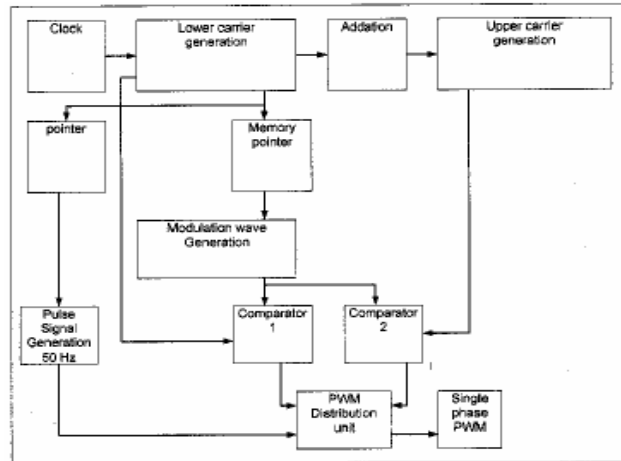 Clock
Lower carrier
generation
Addation
Upper carrier
generation
pointer
Memory
pointer
Modulation wave
Generation
Pulse
Signal
Generation
50 Hz
Comparator
1
Comparator
2
PWM
Distribution
unit
Single
phase
PWM